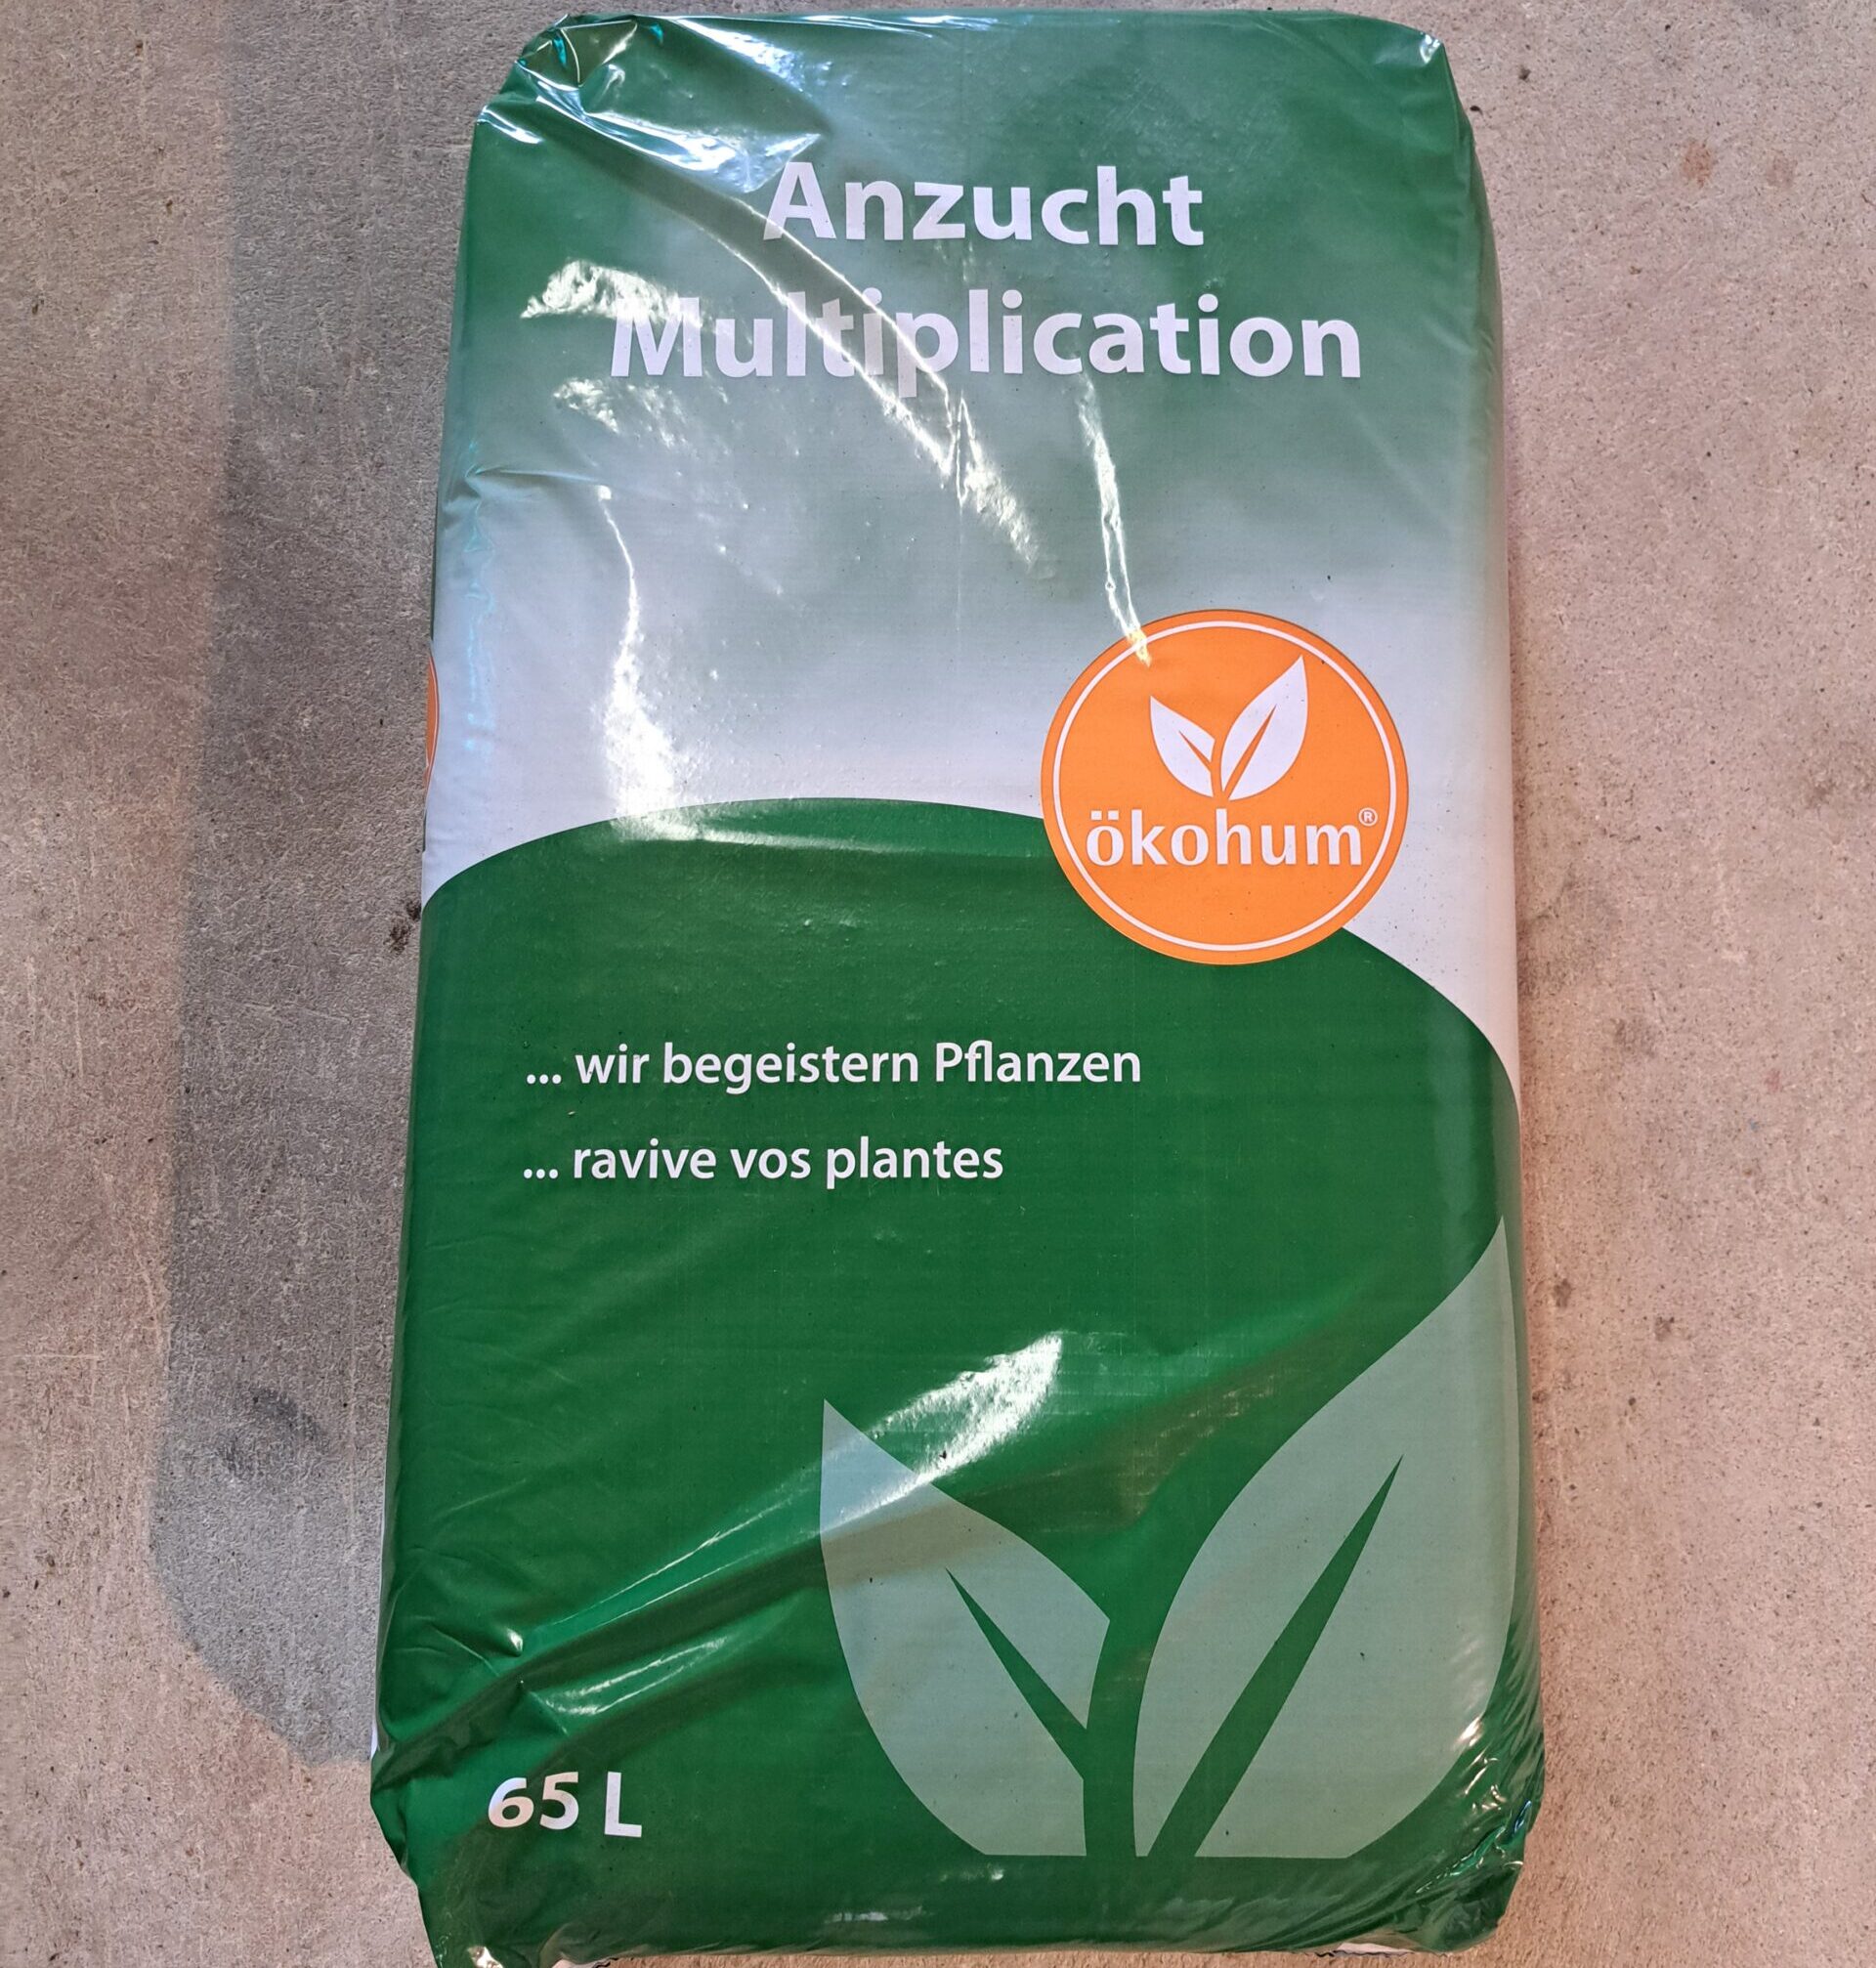 Anzucht
Multiplication
ökohum®
... wir begeistern Pflanzen
... ravive vos plantes
65 L